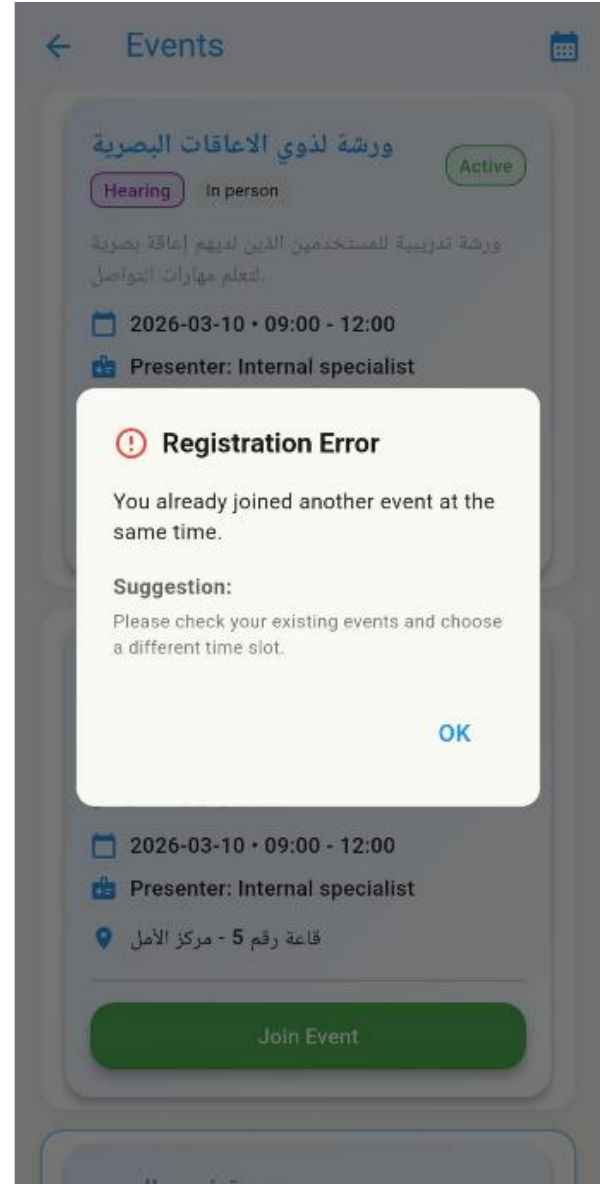 Events
ورشة لذوي الاعاقات البصرية
Active
Hearing In person
ورشة تدريبية للمستخدمين الذين لديهم إعاقة بصرية
لتعلم مهارات التواصل.
2026-03-10 • 09:00 - 12:00
Presenter: Internal specialist
Registration Error
You already joined another event at the
same time.
Suggestion:
Please check your existing events and choose
a different time slot.
OK
2026-03-10 • 09:00 - 12:00
Presenter: Internal specialist
قاعة رقم 5 - مركز الأمل
Join Event